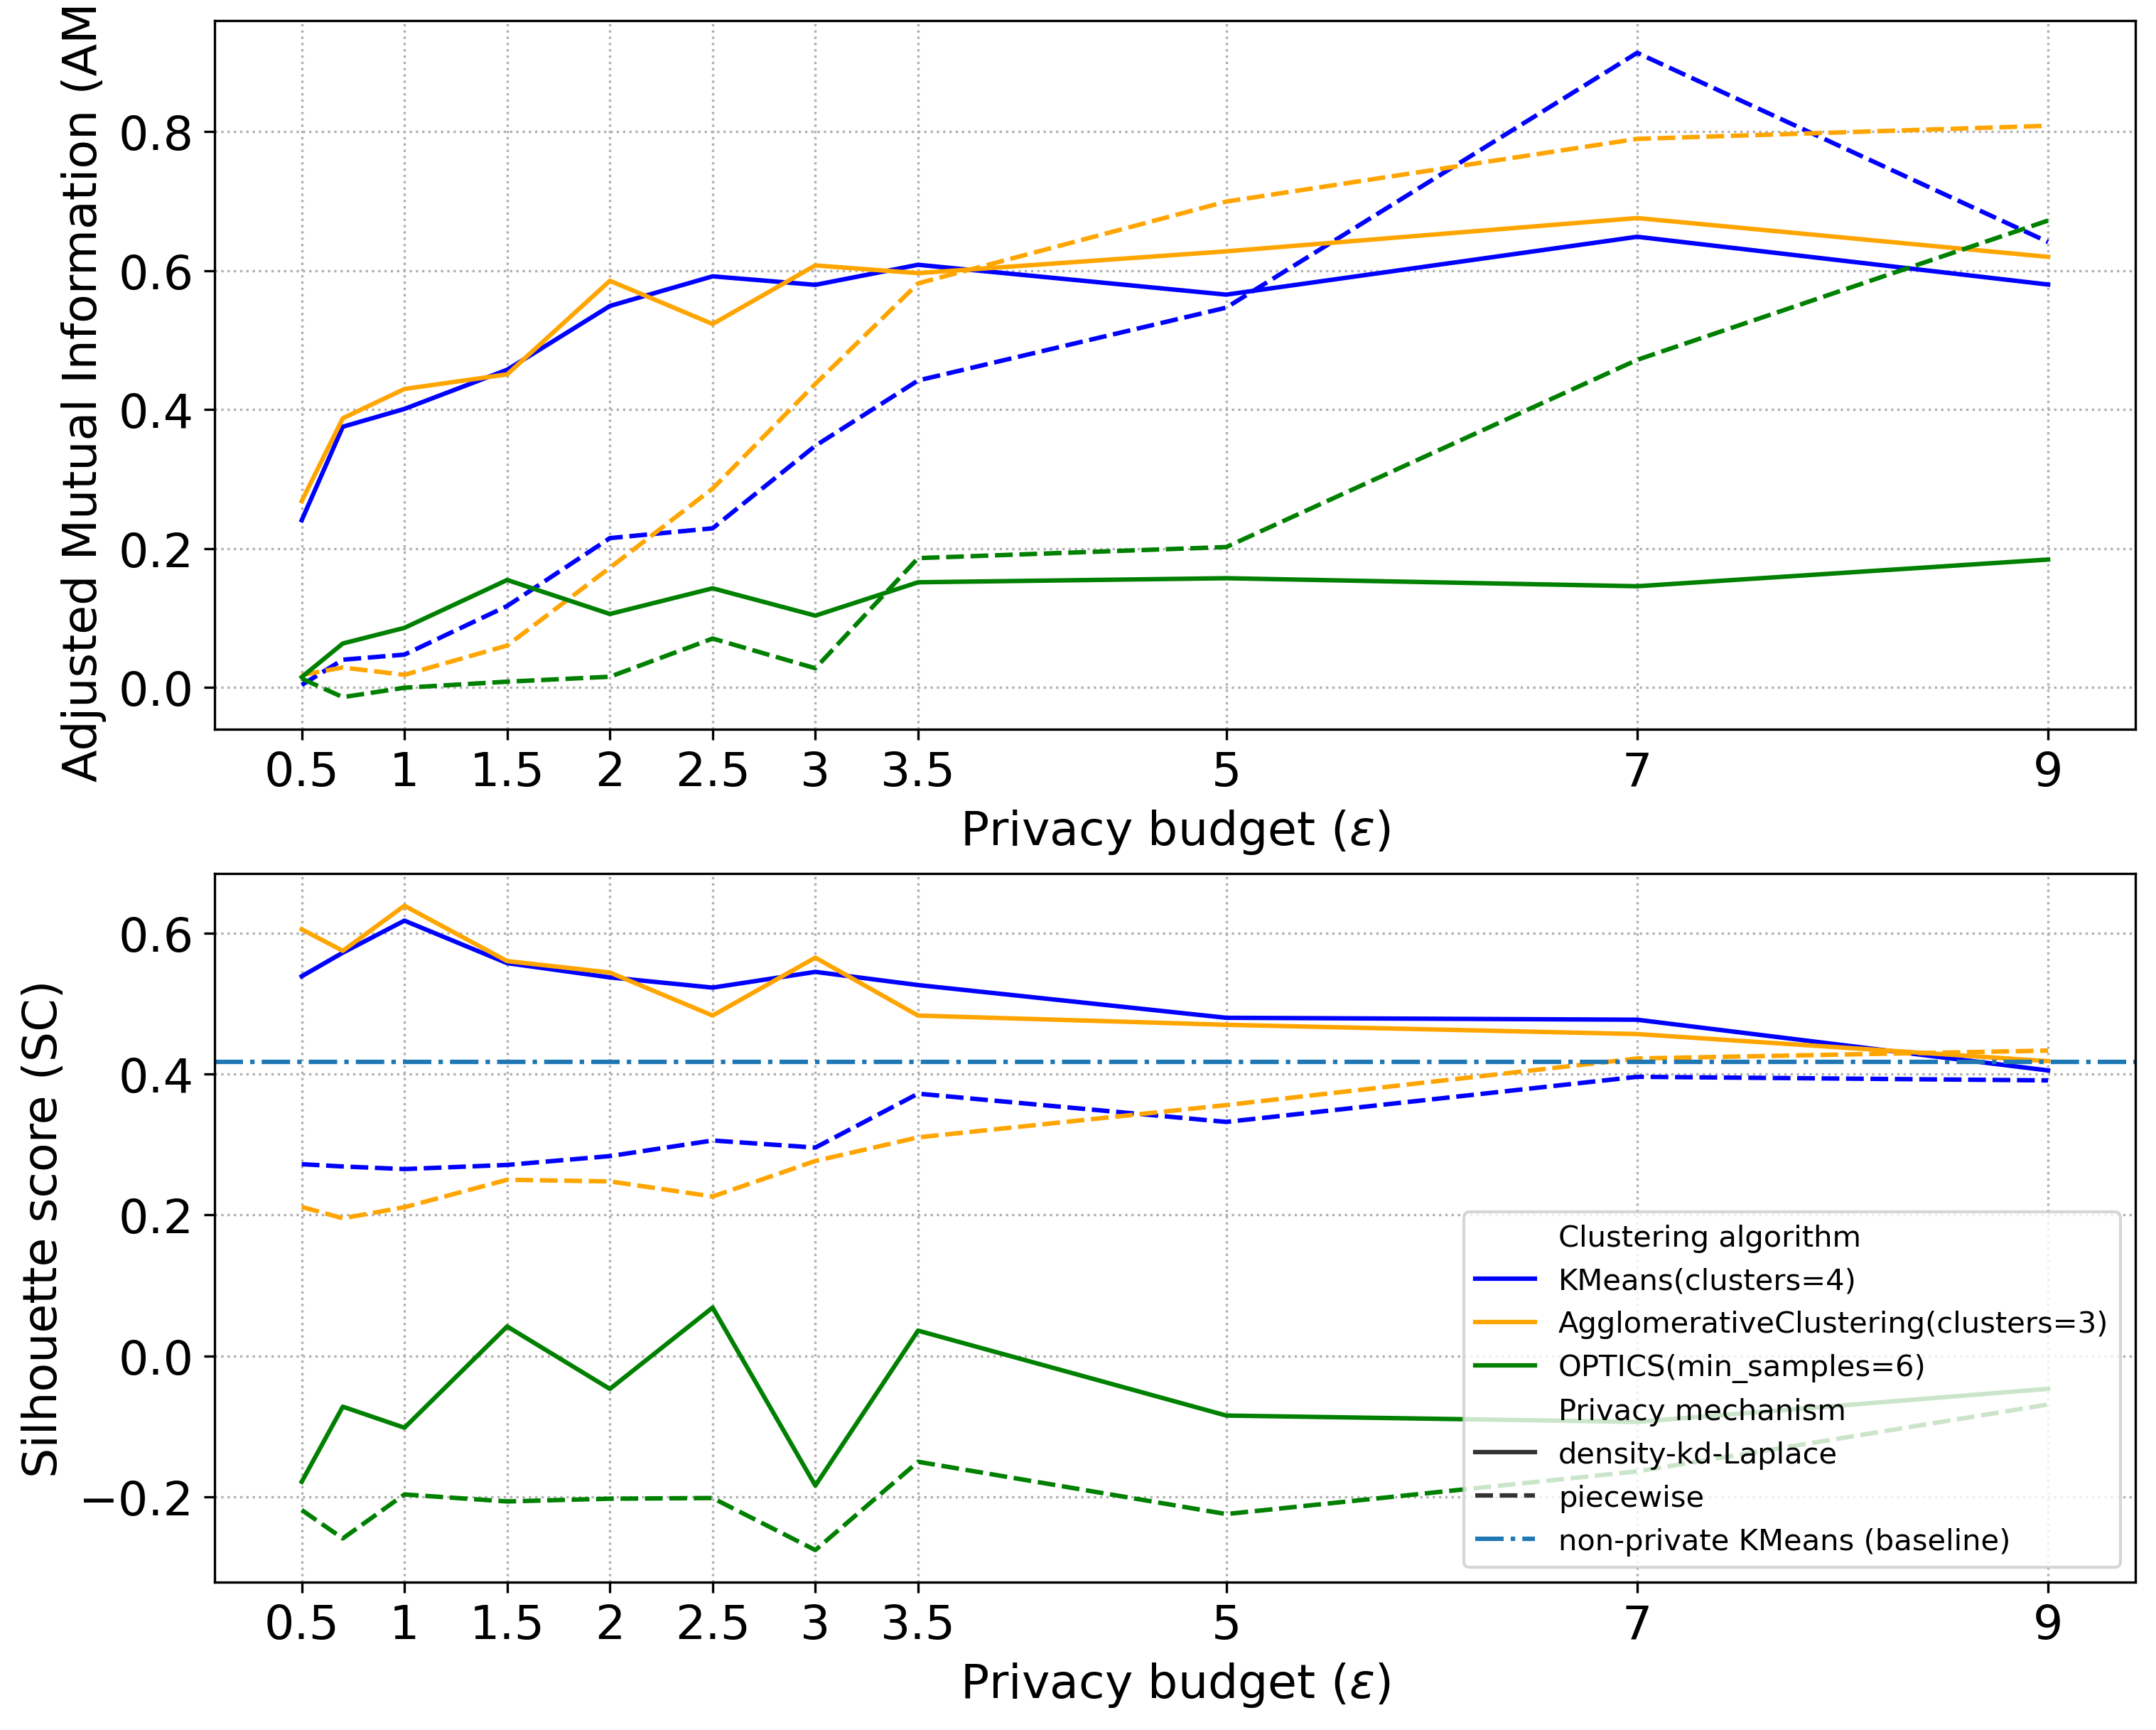 Adjusted Mutual Information (AM
0.8
0.6
0.4
0.2
0.0
0.5 1 1.5 2 2.5 3 3.5 5 7 9
Privacy budget (ε)
Silhouette score (SC)
0.6
0.4
0.2
0.0
−0.2
Clustering algorithm
KMeans(clusters=4)
AgglomerativeClustering(clusters=3)
OPTICS(min_samples=6)
Privacy mechanism
density-kd-Laplace
piecewise
non-private KMeans (baseline)
0.5 1 1.5 2 2.5 3 3.5 5 7 9
Privacy budget (ε)